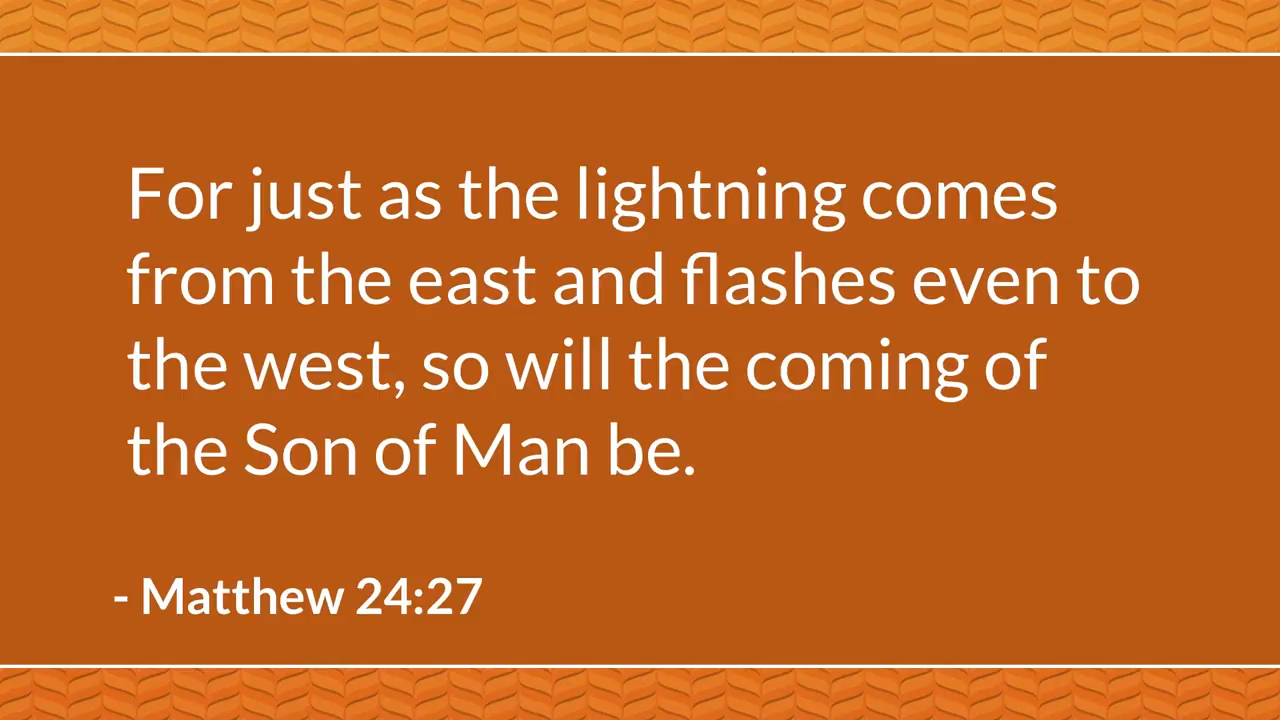 For just as the lightning comes
from the east and flashes even to
the west, so will the coming of
the Son of Man be.
- Matthew 24:27